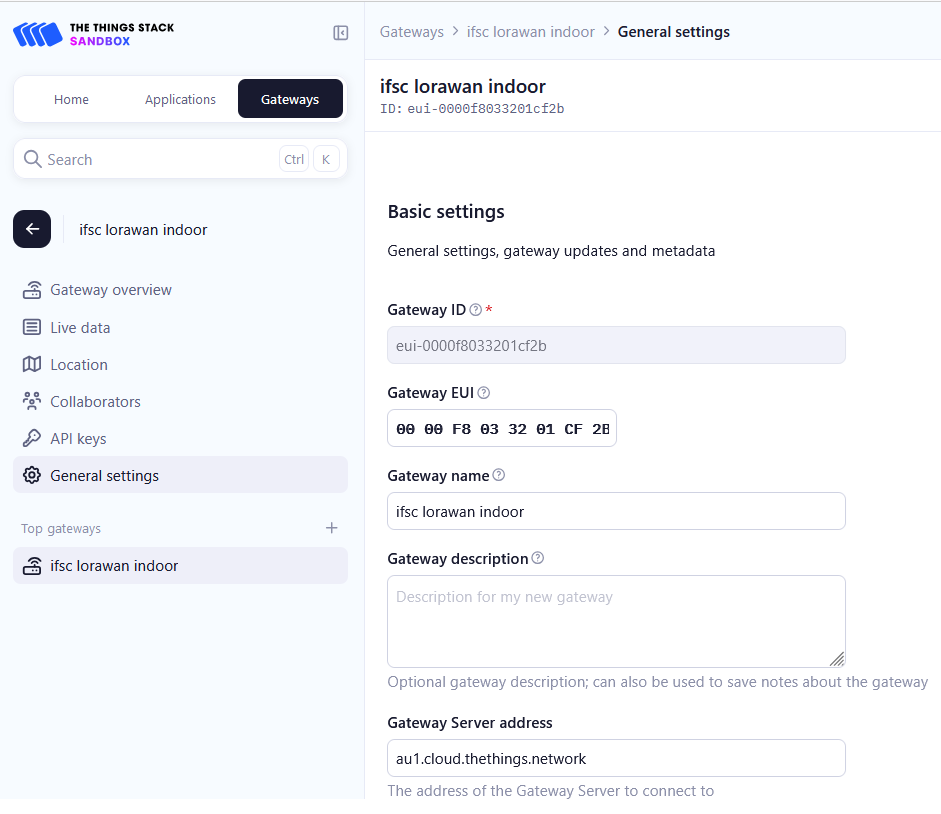 THE THINGS STACK
SANDBOX
Home
Applications
Gateways
Search
Ctrl
K
ifsc lorawan indoor
Gateway overview
Live data
Location
Collaborators
API keys
General settings
Top gateways
ifsc lorawan indoor
Gateways > ifsc lorawan indoor > General settings
ifsc lorawan indoor
ID: eui-0000f8033201cf2b
Basic settings
General settings, gateway updates and metadata
Gateway ID ? *
eui-0000f8033201cf2b
Gateway EUI ?
00 00 F8 03 32 01 CF 2B
Gateway name ?
ifsc lorawan indoor
Gateway description ?
Description for my new gateway
Optional gateway description; can also be used to save notes about the gateway
Gateway Server address
au1.cloud.thethings.network
The address of the Gateway Server to connect to